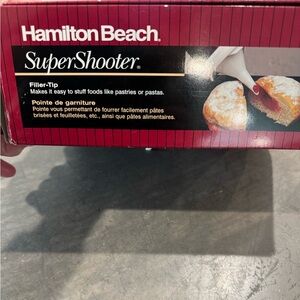 Hamilton Beach.
SuperShooter®
Filler-Tip
Makes it easy to stuff foods like pastries or pastas.
Pointe de garniture
Pointe vous permettant de fourrer facilement pâtes
brisées et feuilletées, etc., ainsi que pâtes alimentaires.